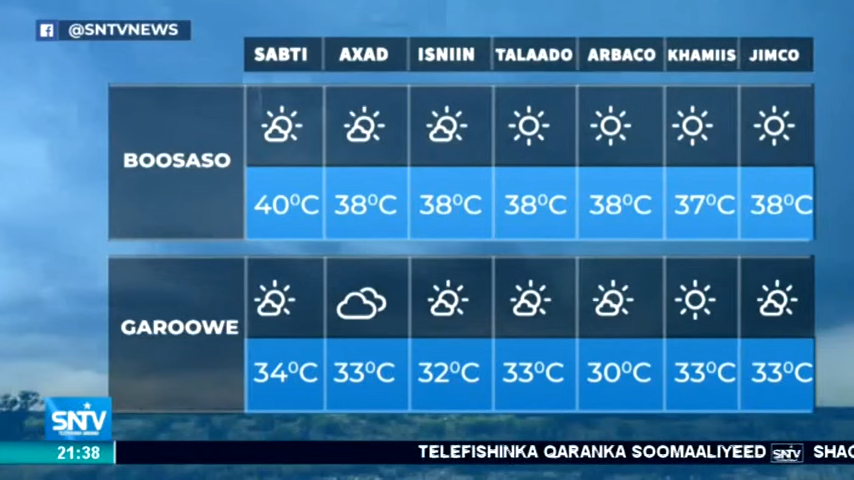 @SNTVNEWS
SABTI AXAD ISNIIN TALAADO ARBACO KHAMIIS JIMCO
BOOSASO
40°C 38°C 38°C 38°C 38°C 37°C 38°C
GAROOWE
34°C 33°C 32°C 33°C 30°C 33°C 33°C
SNTV
21:38
TELEFISHINKA QARANKA SOOMAALIYEED SNTV SHAC